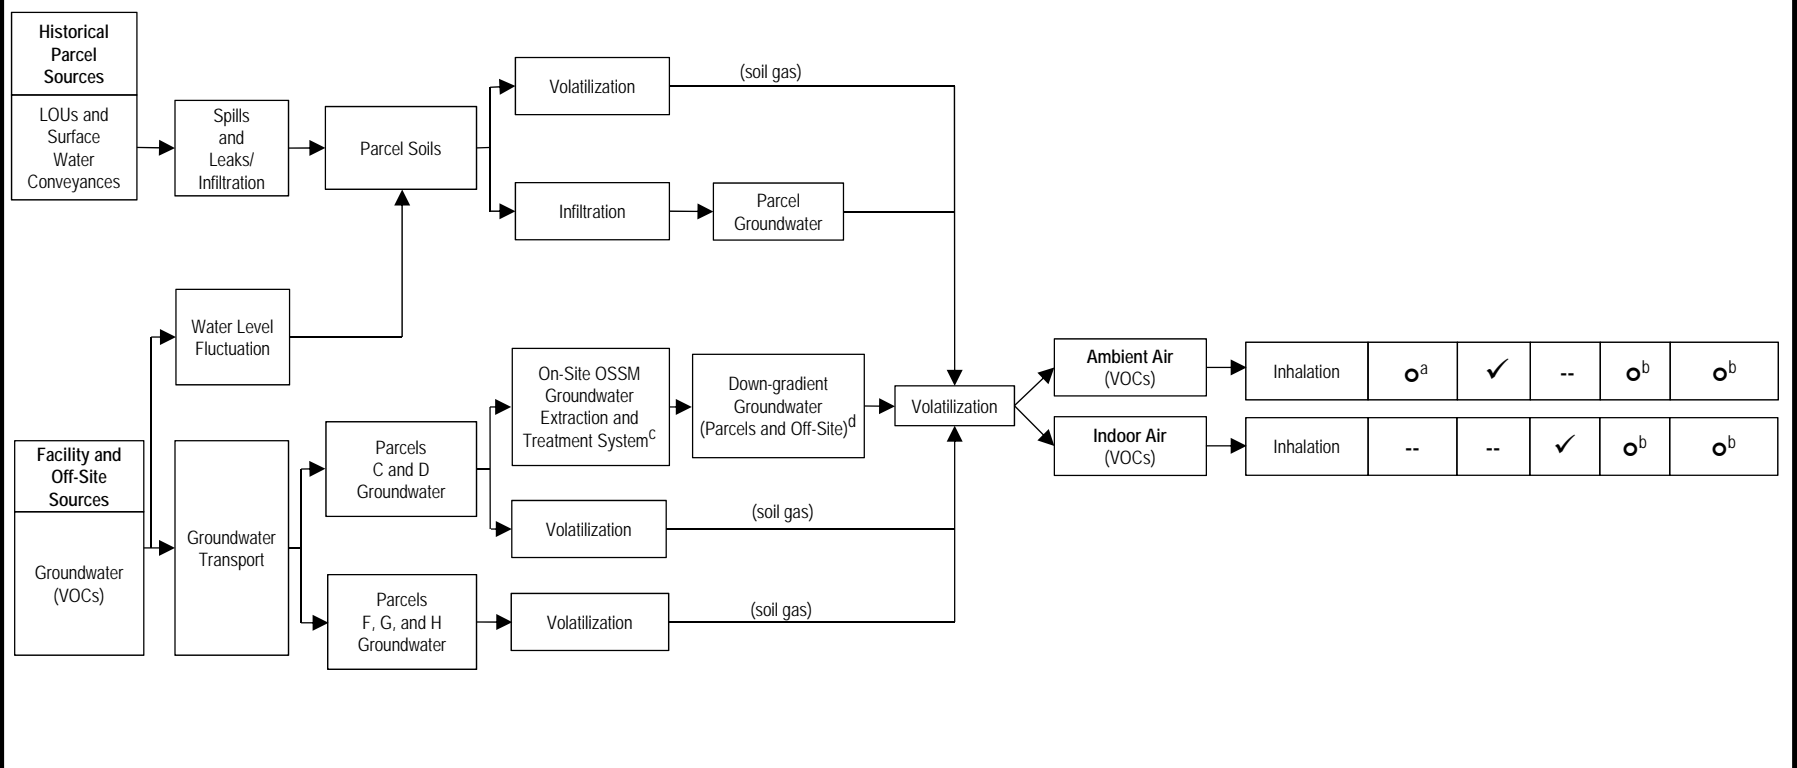 Historical
Parcel
Sources
LOUs and
Surface
Water
Conveyances
Spills
and
Leaks/
Infiltration
Parcel Soils
Volatilization
(soil gas)
Infiltration
Parcel
Groundwater
Water Level
Fluctuation
Facility and
Off-Site
Sources
Groundwater
(VOCs)
Groundwater
Transport
Parcels
C and D
Groundwater
On-Site OSSM
Groundwater
Extraction and
Treatment Systemc
Down-gradient
Groundwater
(Parcels and Off-Site)d
Volatilization
(soil gas)
Parcels
F, G, and H
Groundwater
Volatilization
(soil gas)
Volatilization
Ambient Air
(VOCs)
Inhalation a ✓ -- b b
Indoor Air
(VOCs)
Inhalation -- -- ✓ b b